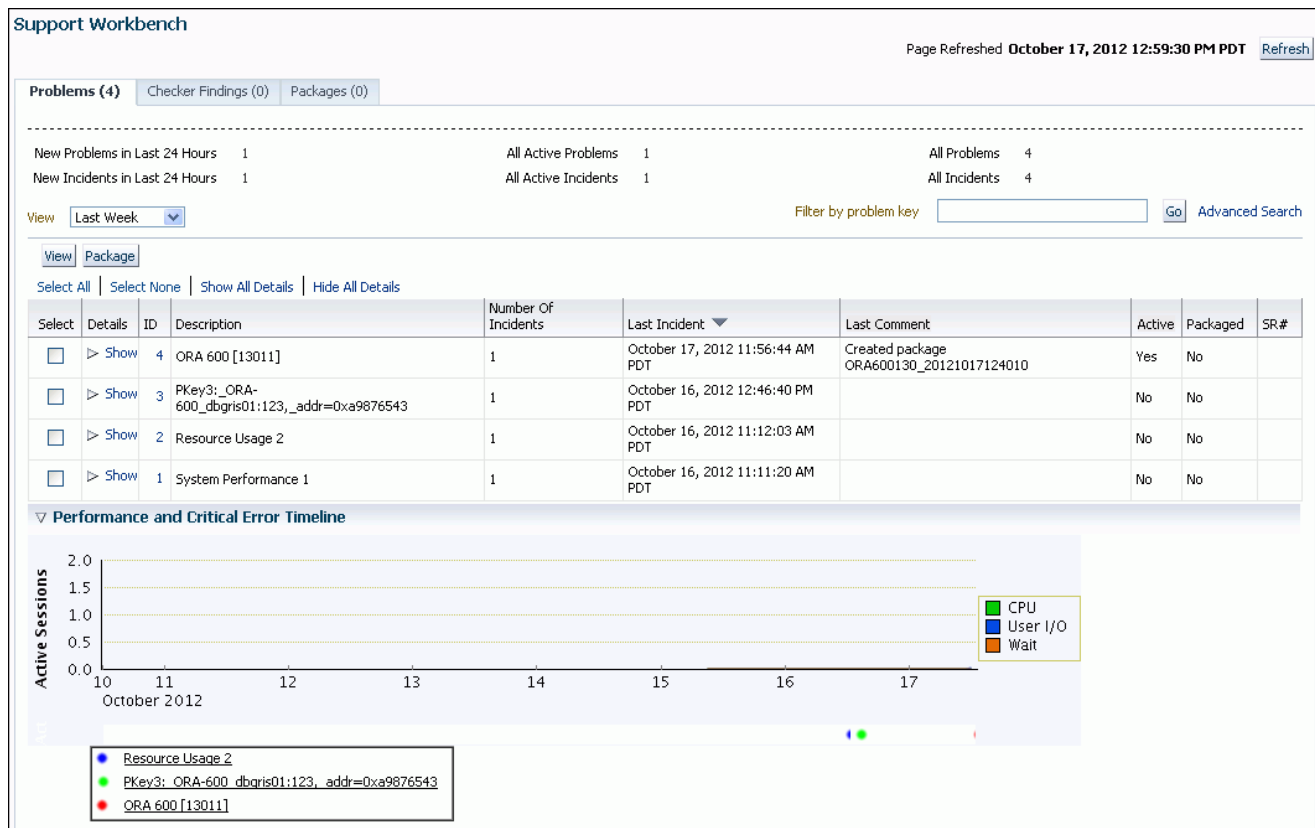 Support Workbench
Page Refreshed October 17, 2012 12:59:30 PM PDT Refresh
Problems (4) Checker Findings (0) Packages (0)
New Problems in Last 24 Hours 1 All Active Problems 1 All Problems 4
New Incidents in Last 24 Hours 1 All Active Incidents 1 All Incidents 4
View Last Week Filter by problem key Go Advanced Search
View Package
Select All | Select None | Show All Details | Hide All Details
Select Details ID Description Number Of Incidents Last Incident Last Comment Active Packaged SR#
Show 4 ORA 600 [13011] 1 October 17, 2012 11:56:44 AM PDT Created package ORA600130_20121017124010 Yes No
Show 3 PKey3:_ORA-600_dbgris01:123,_addr=0xa9876543 1 October 16, 2012 12:46:40 PM PDT No No
Show 2 Resource Usage 2 1 October 16, 2012 11:12:03 AM PDT No No
Show 1 System Performance 1 1 October 16, 2012 11:11:20 AM PDT No No
Performance and Critical Error Timeline
Active Sessions
2.0
1.5
1.0
0.5
0.0
10 11 12 13 14 15 16 17
October 2012
CPU
User I/O
Wait
Resource Usage 2
PKey3:_ORA-600_dbgris01:123,_addr=0xa9876543
ORA 600 [13011]